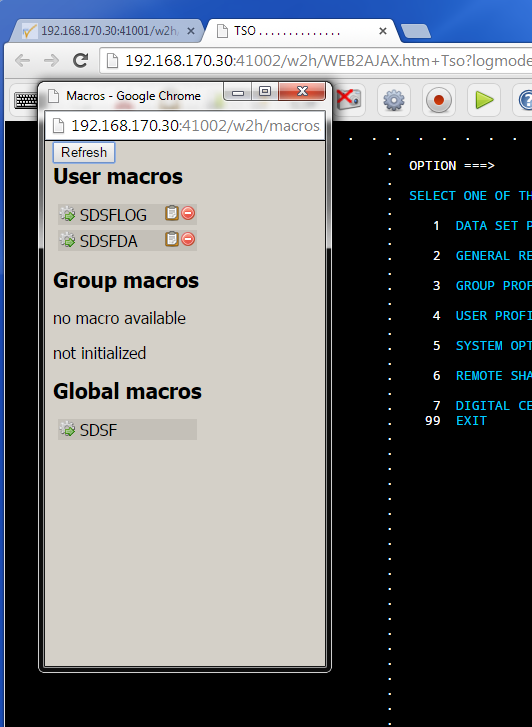 192.168.170.30:41001/w2h
TSO . . . . . . . . . . . . . .
192.168.170.30:41002/w2h/WEB2AJAX.htm+Tso?logmode
Macros - Google Chrome
192.168.170.30:41002/w2h/macros
Refresh
User macros
SDSFLOG
SDSFDA
Group macros
no macro available
not initialized
Global macros
SDSF
OPTION ===>
SELECT ONE OF TH
1 DATA SET P
2 GENERAL RE
3 GROUP PROF
4 USER PROFI
5 SYSTEM OPT
6 REMOTE SHA
7 DIGITAL CE
99 EXIT